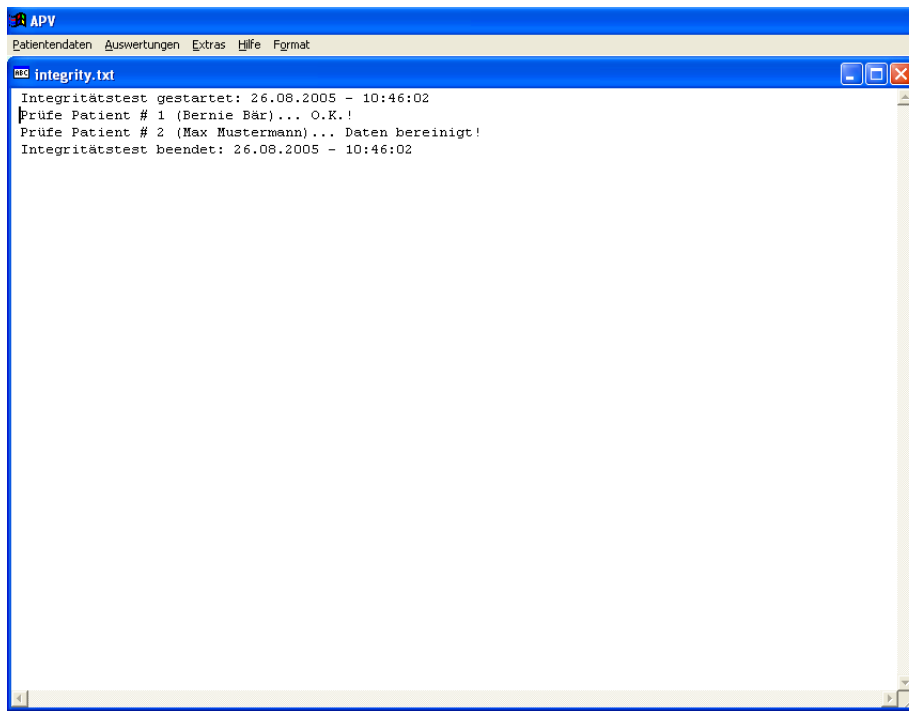 APV
Patientendaten Auswertungen Extras Hilfe Format
ABC integrity.txt
Integritätstest gestartet: 26.08.2005 - 10:46:02
Prüfe Patient # 1 (Bernie Bär)... O.K.!
Prüfe Patient # 2 (Max Mustermann)... Daten bereinigt!
Integritätstest beendet: 26.08.2005 - 10:46:02